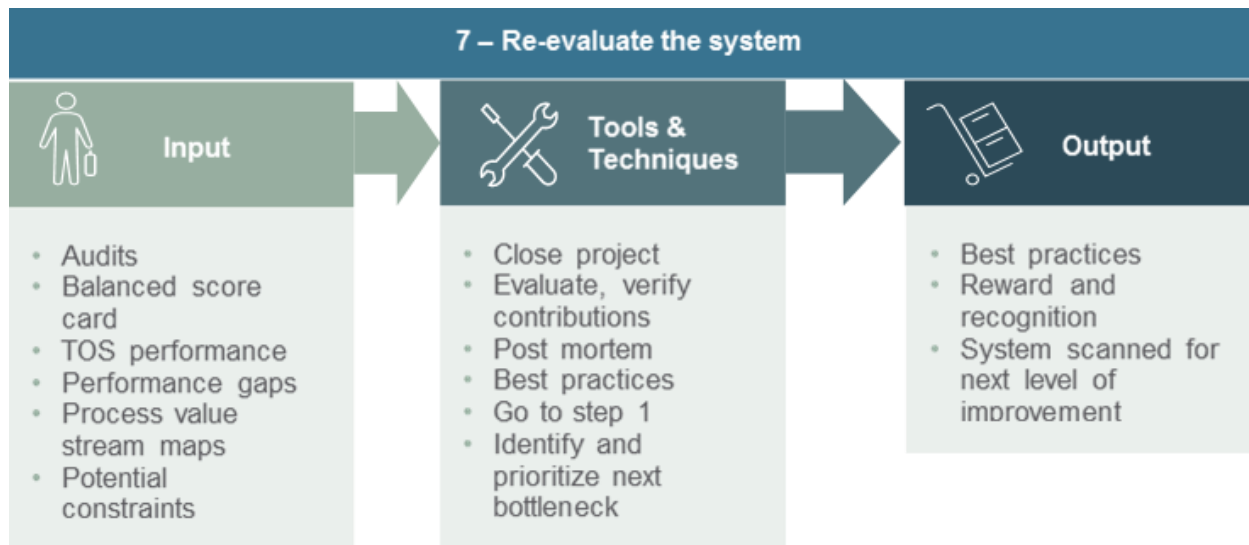 7 – Re-evaluate the system
Input
• Audits
• Balanced score
card
• TOS performance
• Performance gaps
• Process value
stream maps
• Potential
constraints
Tools &
Techniques
• Close project
• Evaluate, verify
contributions
• Post mortem
• Best practices
• Go to step 1
• Identify and
prioritize next
bottleneck
Output
• Best practices
• Reward and
recognition
• System scanned for
next level of
improvement